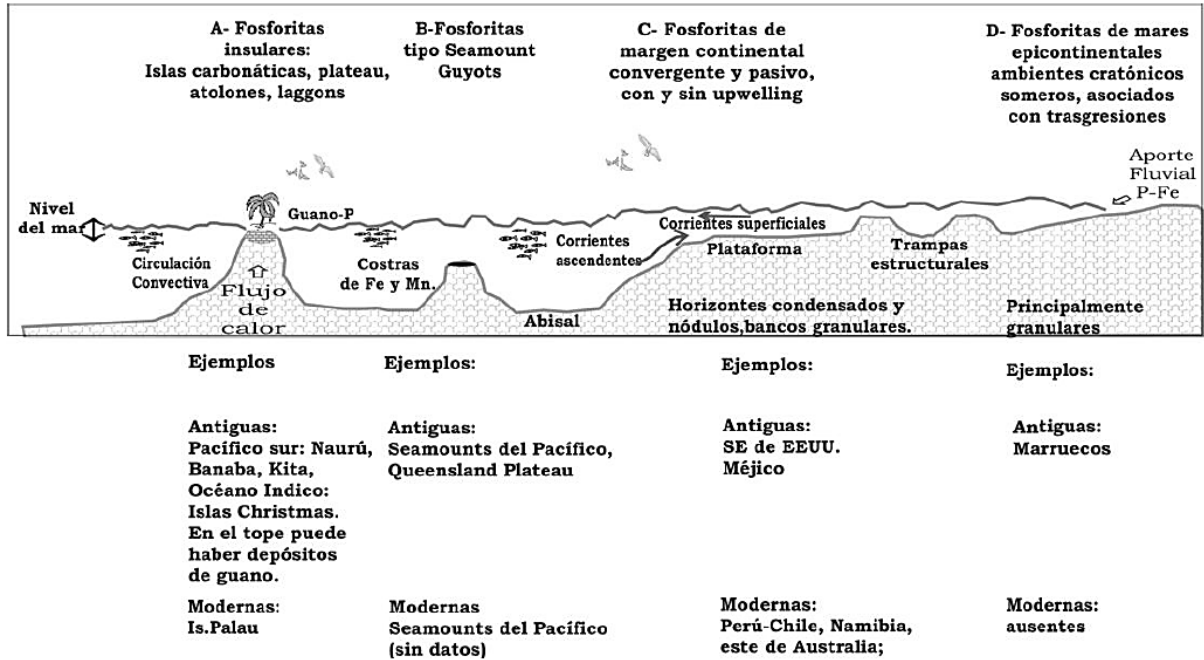 A- Fosforitas
insulares:
Islas carbonáticas, plateau,
atolones, laggons
B-Fosforitas
tipo Seamount
Guyots
C- Fosforitas de
margen continental
convergente y pasivo,
con y sin upwelling
D- Fosforitas de mares
epicontinentales
ambientes cratónicos
someros, asociados
con trasgresiones
Aporte
Fluvial
P-Fe
Nivel
del mar
Guano-P
Circulación
Convectiva
Flujo
de
calor
Costras
de Fe y Mn.
Corrientes
ascendentes
Abisal
Corrientes superficiales
Plataforma
Trampas
estructurales
Horizontes condensados y
nódulos,bancos granulares.
Principalmente
granulares
Ejemplos
Antiguas:
Pacífico sur: Naurú,
Banaba, Kita,
Océano Indico:
Islas Christmas.
En el tope puede
haber depósitos
de guano.
Modernas:
Is.Palau
Ejemplos:
Antiguas:
Seamounts del Pacífico,
Queensland Plateau
Modernas
Seamounts del Pacífico
(sin datos)
Ejemplos:
Antiguas:
SE de EEUU.
Méjico
Modernas:
Perú-Chile, Namibia,
este de Australia;
Ejemplos:
Antiguas:
Marruecos
Modernas:
ausentes